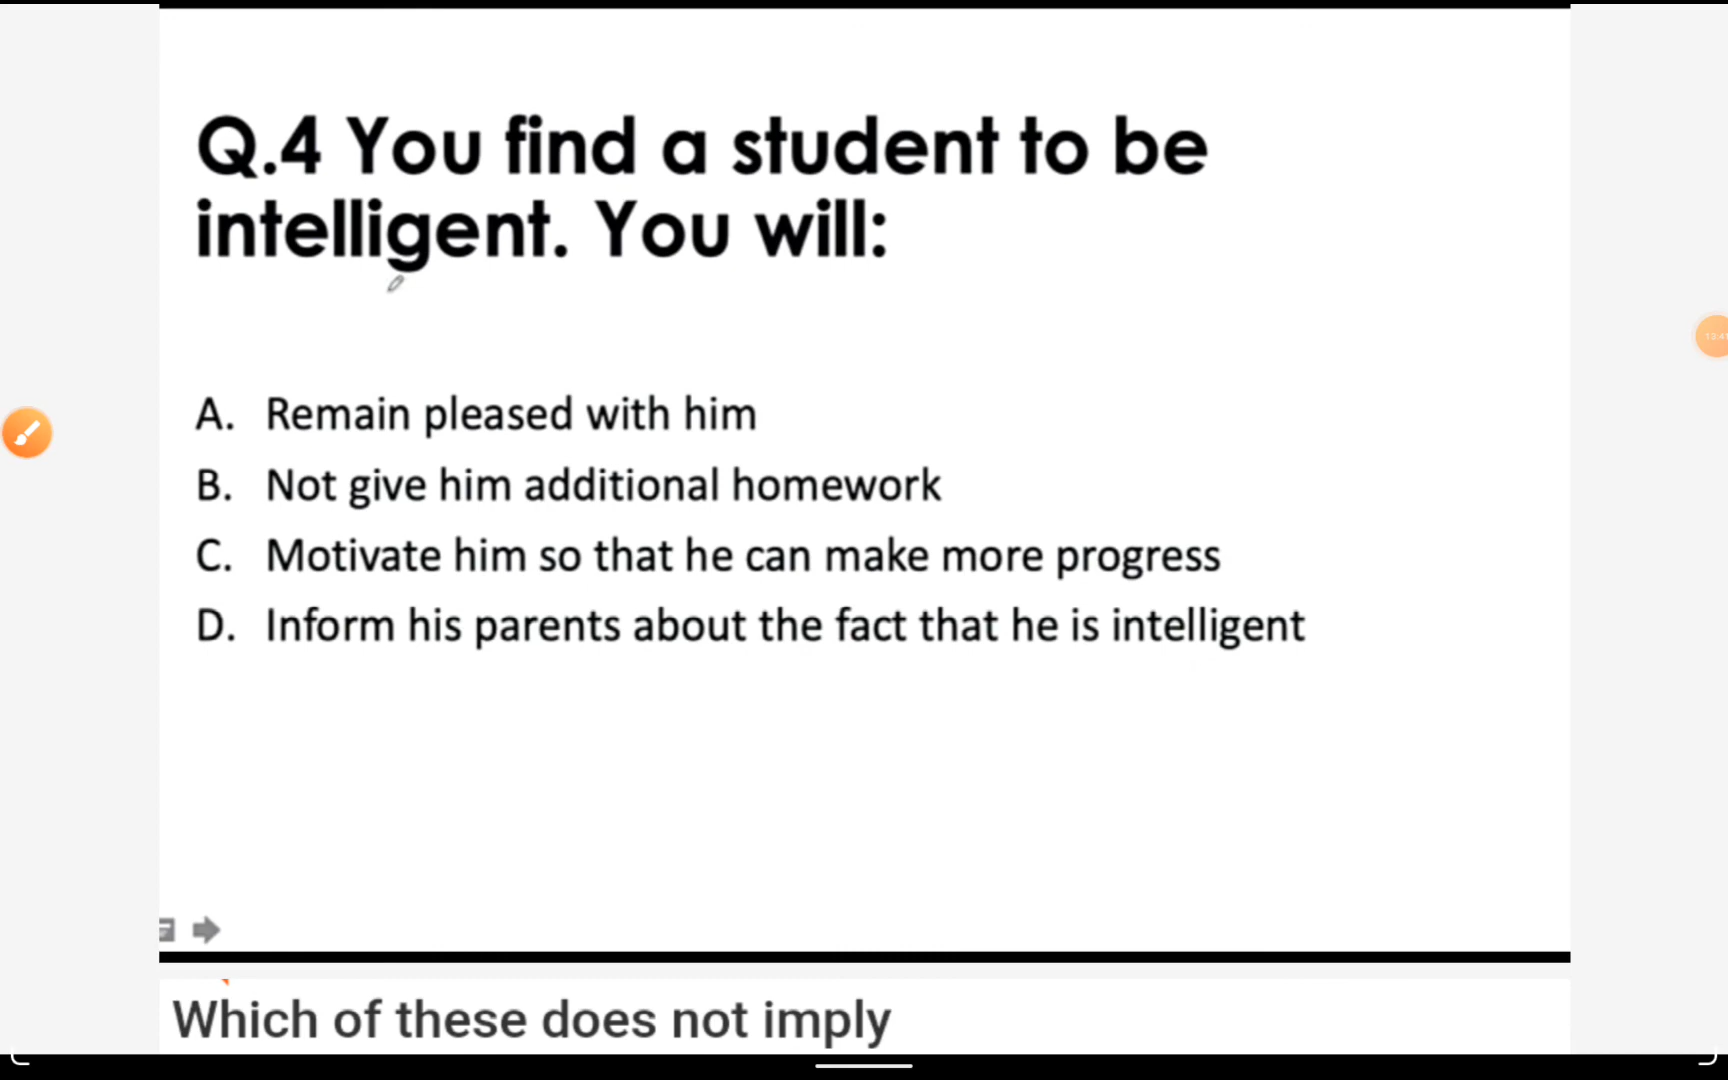 Q.4 You find a student to be
intelligent. You will:
A. Remain pleased with him
B. Not give him additional homework
C. Motivate him so that he can make more progress
D. Inform his parents about the fact that he is intelligent
Which of these does not imply